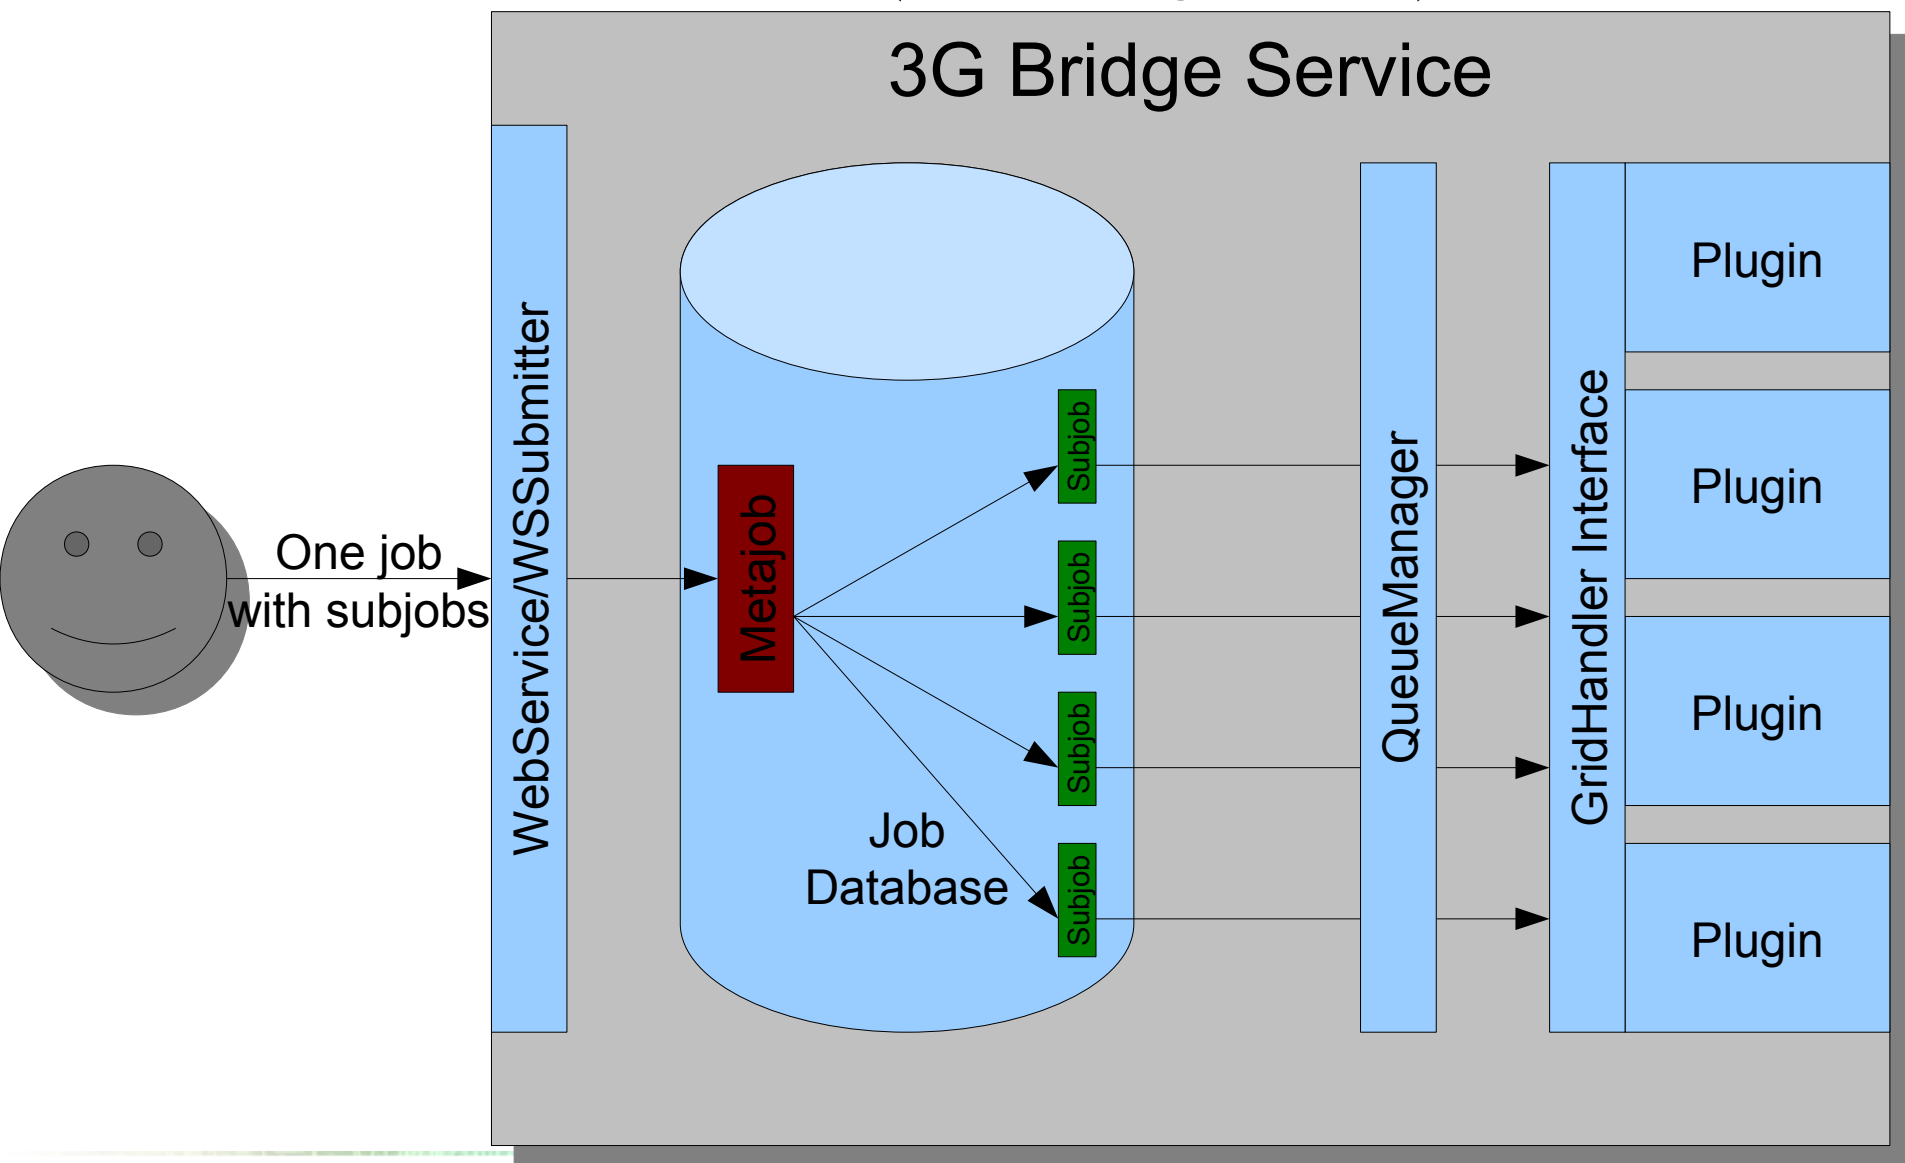 3G Bridge Service
One job
with subjobs
WebService/WSSubmitter
Metajob
Subjob
Subjob
Subjob
Subjob
Job
Database
QueueManager
GridHandler Interface
Plugin
Plugin
Plugin
Plugin